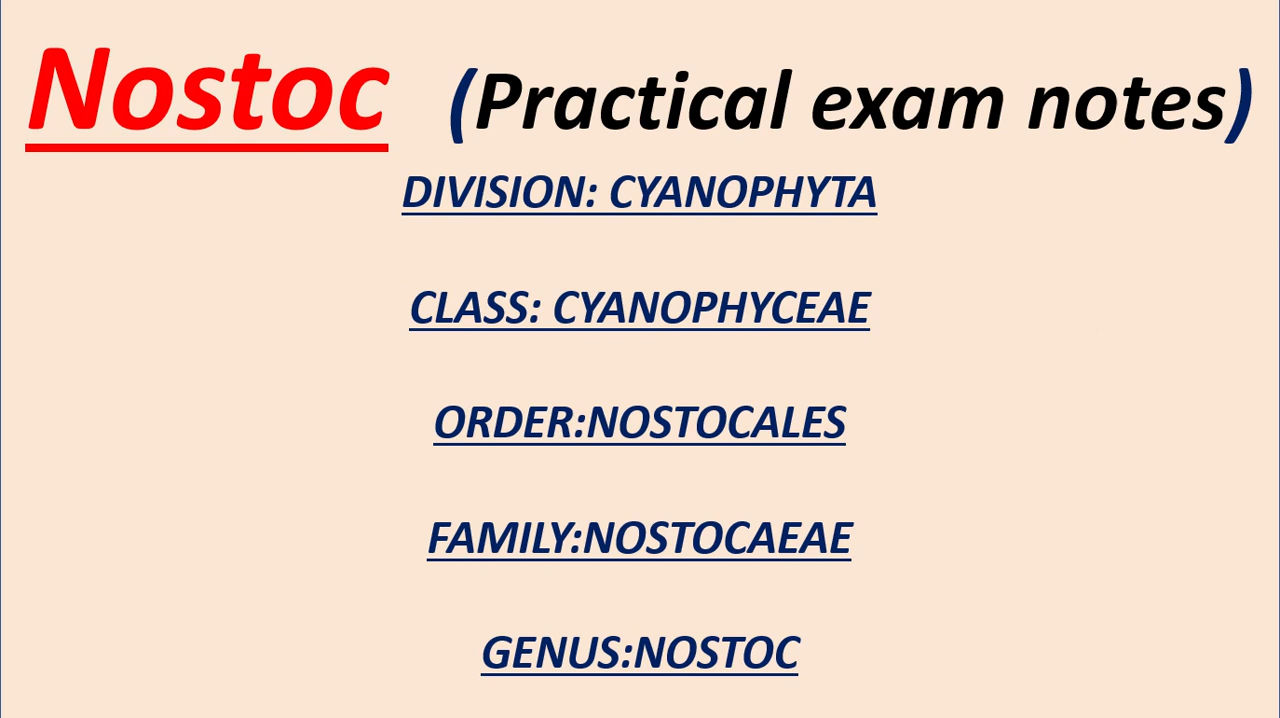 Nostoc (Practical exam notes)
DIVISION: CYANOPHYTA
CLASS: CYANOPHYCEAE
ORDER:NOSTOCALES
FAMILY:NOSTOCAEAE
GENUS:NOSTOC